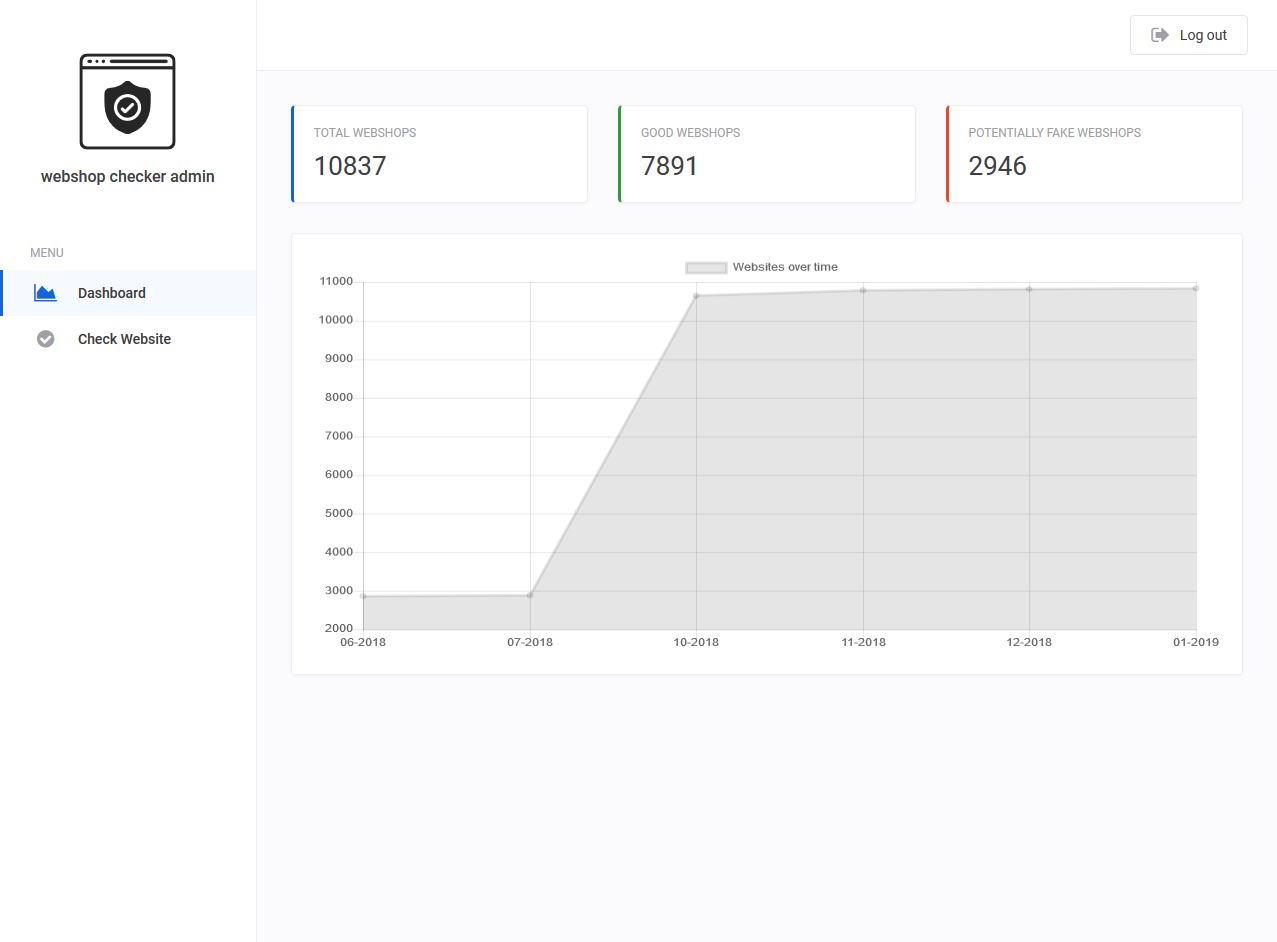 Log out
webshop checker admin
MENU
Dashboard
Check Website
TOTAL WEBSHOPS
10837
GOOD WEBSHOPS
7891
POTENTIALLY FAKE WEBSHOPS
2946
Websites over time
11000
10000
9000
8000
7000
6000
5000
4000
3000
2000
06-2018 07-2018 10-2018 11-2018 12-2018 01-2019